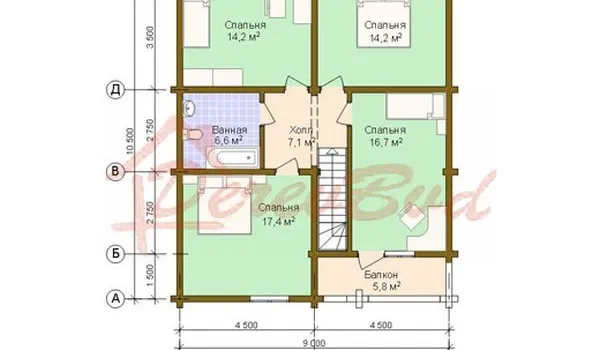 Спальня
14,2 м²
Спальня
14,2 м²
3 500
Д
Ванная
6,6 м²
Холл
7,1 м²
Спальня
16,7 м²
2 750
10 500
В
DerevBud
Спальня
17,4 м²
2 750
Б
Балкон
5,8 м²
1 500
А
4 500
4 500
9 000